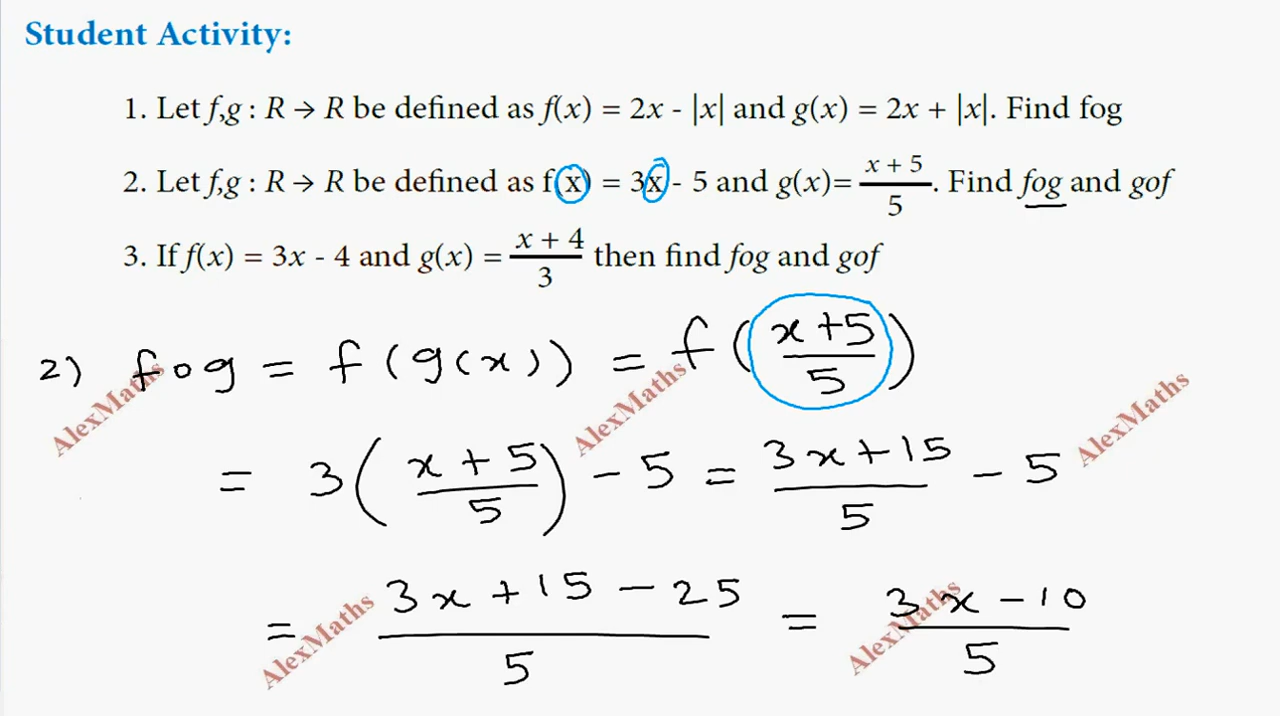 Student Activity:
1. Let f,g : R → R be defined as f(x) = 2x - |x| and g(x) = 2x + |x|. Find fog
2. Let f,g : R → R be defined as f(x) = 3x - 5 and g(x)= (x + 5)/5. Find fog and gof
3. If f(x) = 3x - 4 and g(x) = (x + 4)/3 then find fog and gof
2) fog = f(g(x)) = f((x+5)/5)
AlexMaths AlexMaths AlexMaths
= 3((x+5)/5) - 5 = (3x+15)/5 - 5
= (3x+15-25)/5 = (3x-10)/5
AlexMaths AlexMaths